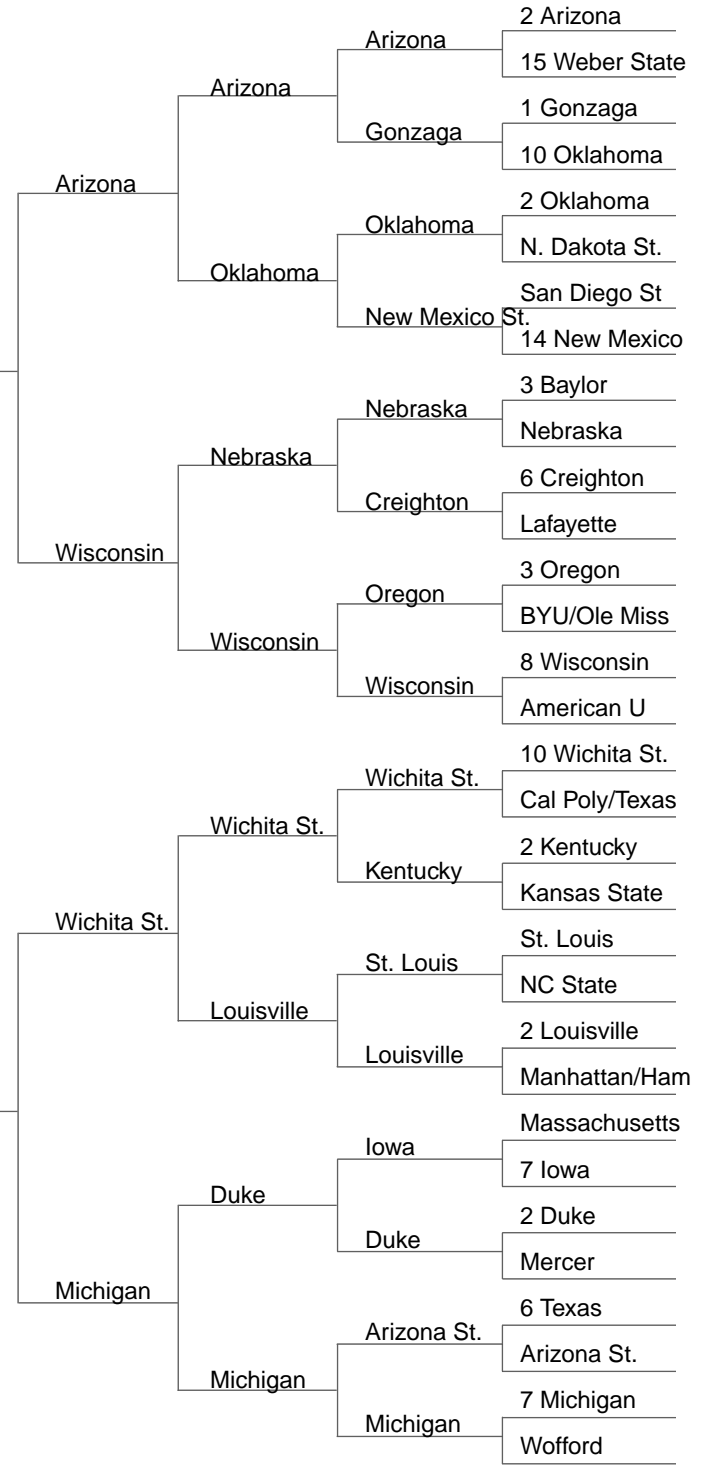 2 Arizona
Arizona
15 Weber State
Arizona
1 Gonzaga
Gonzaga
10 Oklahoma
Arizona
2 Oklahoma
Oklahoma
N. Dakota St.
Oklahoma
San Diego St
New Mexico St.
14 New Mexico
3 Baylor
Nebraska
Nebraska
Nebraska
6 Creighton
Creighton
Lafayette
Wisconsin
3 Oregon
Oregon
BYU/Ole Miss
Wisconsin
8 Wisconsin
Wisconsin
American U
10 Wichita St.
Wichita St.
Cal Poly/Texas
Wichita St.
2 Kentucky
Kentucky
Kansas State
Wichita St.
St. Louis
St. Louis
NC State
Louisville
2 Louisville
Louisville
Manhattan/Ham
Massachusetts
Iowa
7 Iowa
Duke
2 Duke
Duke
Mercer
Michigan
6 Texas
Arizona St.
Arizona St.
Michigan
7 Michigan
Michigan
Wofford